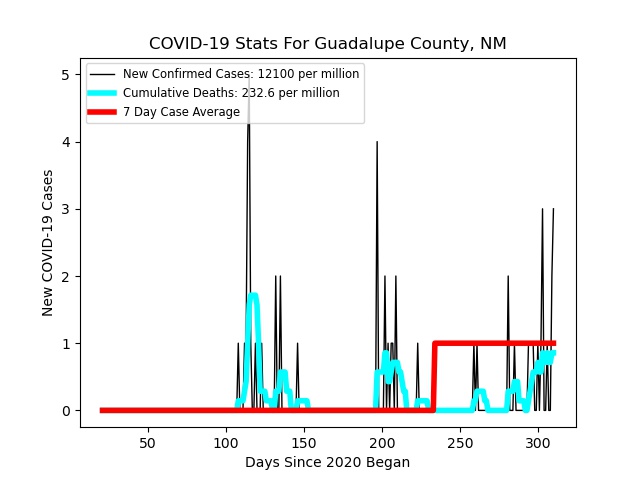 COVID-19 Stats For Guadalupe County, NM
New Confirmed Cases: 12100 per million
Cumulative Deaths: 232.6 per million
7 Day Case Average
New COVID-19 Cases
5
4
3
2
1
0
50 100 150 200 250 300
Days Since 2020 Began